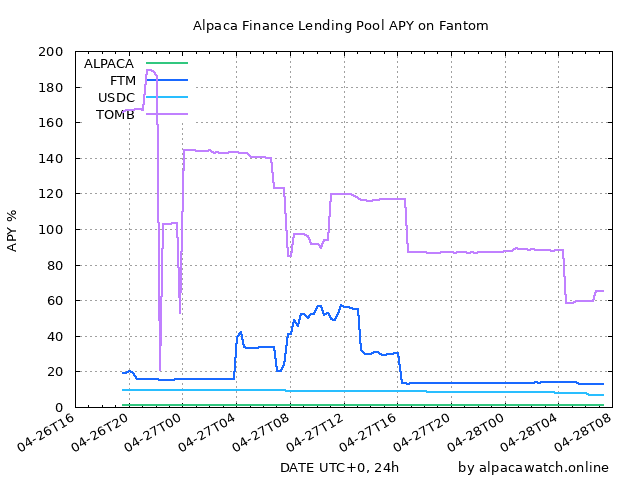 Alpaca Finance Lending Pool APY on Fantom
200
180
160
140
120
100
80
60
40
20
0
APY %
ALPACA
FTM
USDC
TOMB
04-26T16
04-26T20
04-27T00
04-27T04
04-27T08
04-27T12
04-27T16
04-27T20
04-28T00
04-28T04
04-28T08
DATE UTC+0, 24h
by alpacawatch.online